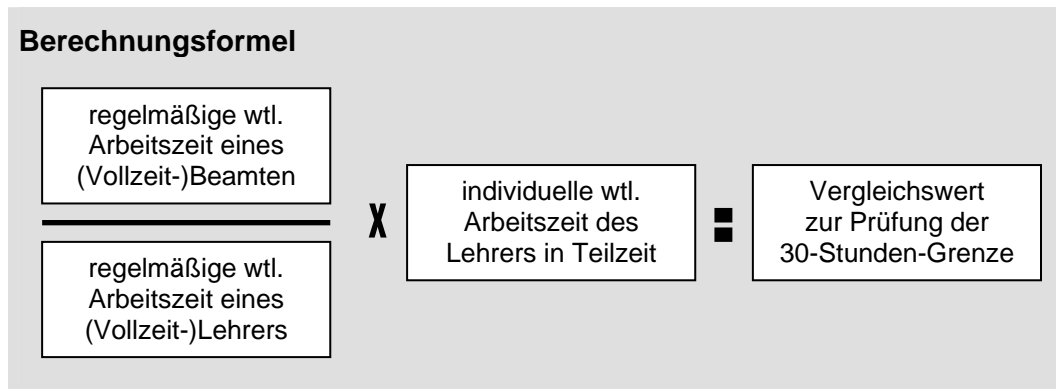 Berechnungsformel
regelmäßige wtl.
Arbeitszeit eines
(Vollzeit-)Beamten
regelmäßige wtl.
Arbeitszeit eines
(Vollzeit-)Lehrers
X
individuelle wtl.
Arbeitszeit des
Lehrers in Teilzeit
=
Vergleichswert
zur Prüfung der
30-Stunden-Grenze